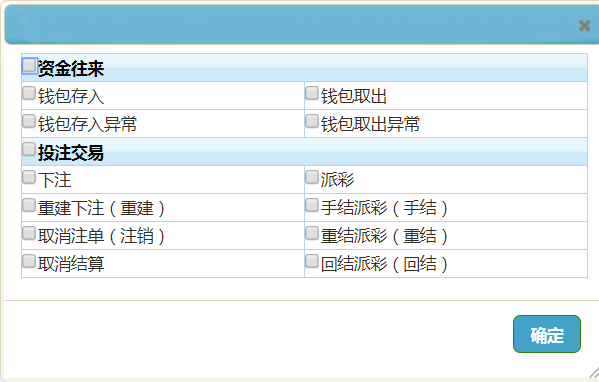 资金往来
钱包存入 钱包取出
钱包存入异常 钱包取出异常
投注交易
下注 派彩
重建下注（重建） 手结派彩（手结）
取消注单（注销） 重结派彩（重结）
取消结算 回结派彩（回结）
确定